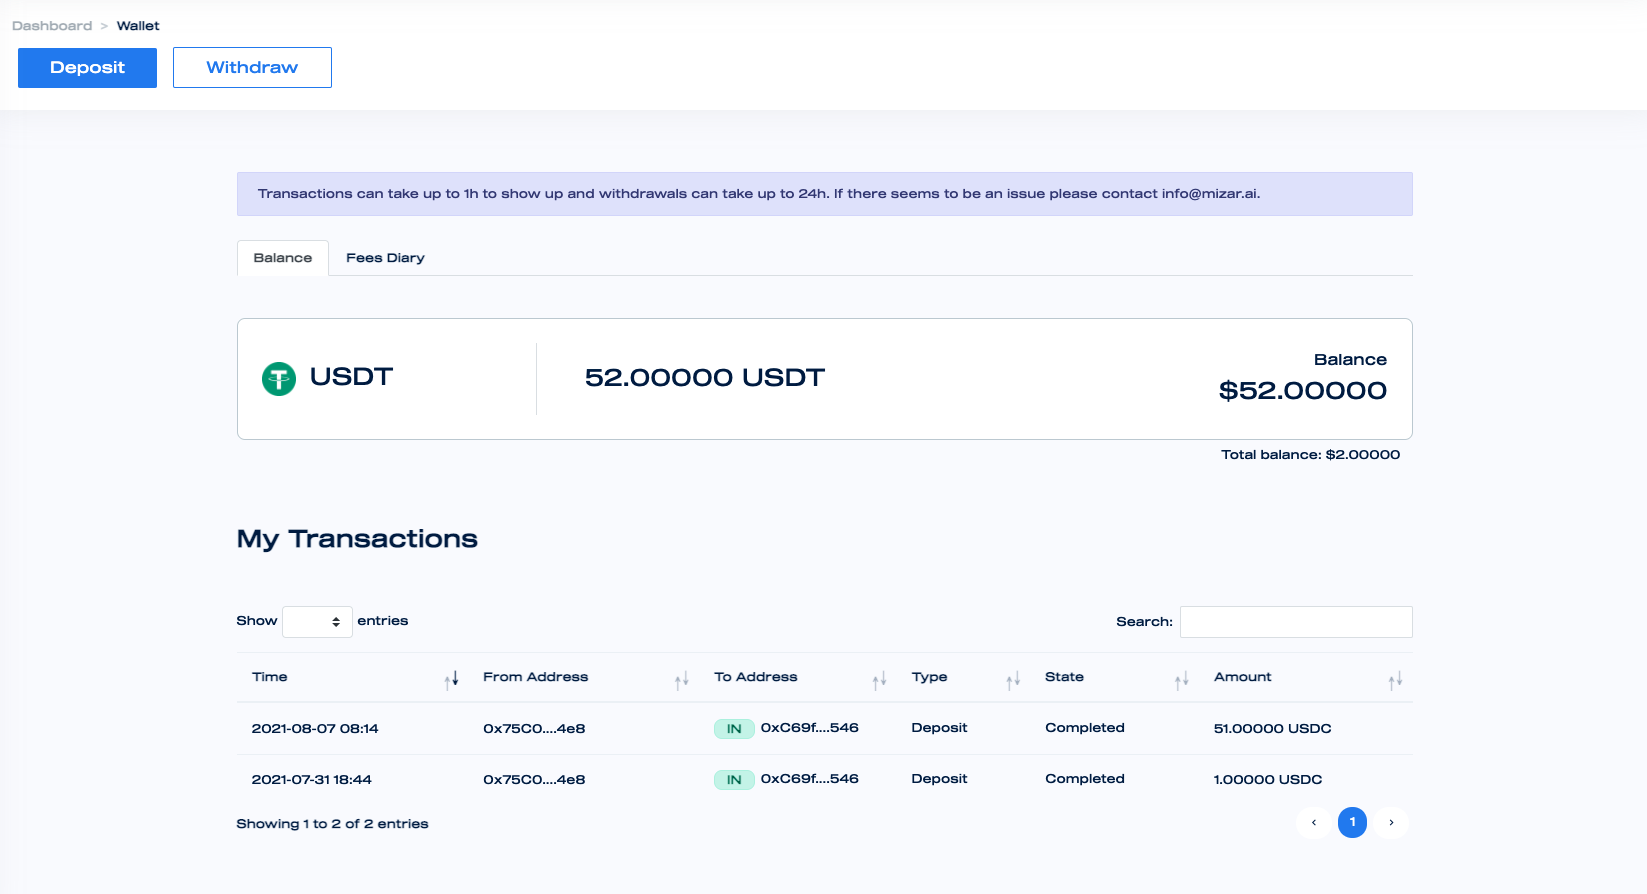 Dashboard > Wallet
Deposit Withdraw
Transactions can take up to 1h to show up and withdrawals can take up to 24h. If there seems to be an issue please contact info@mizar.ai.
Balance Fees Diary
USDT 52.00000 USDT
Balance
$52.00000
Total balance: $2.00000
My Transactions
Show entries Search:
Time From Address To Address Type State Amount
2021-08-07 08:14 0x75C0....4e8 IN 0xC69f....546 Deposit Completed 51.00000 USDC
2021-07-31 18:44 0x75C0....4e8 IN 0xC69f....546 Deposit Completed 1.00000 USDC
Showing 1 to 2 of 2 entries ‹ 1 ›